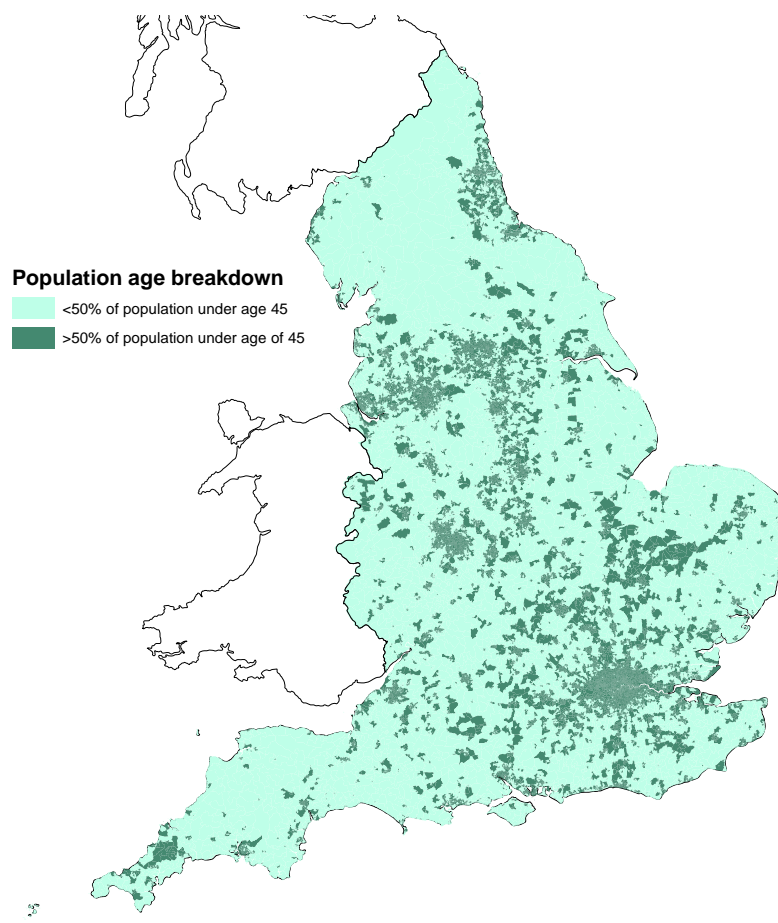 Population age breakdown
<50% of population under age 45
>50% of population under age of 45